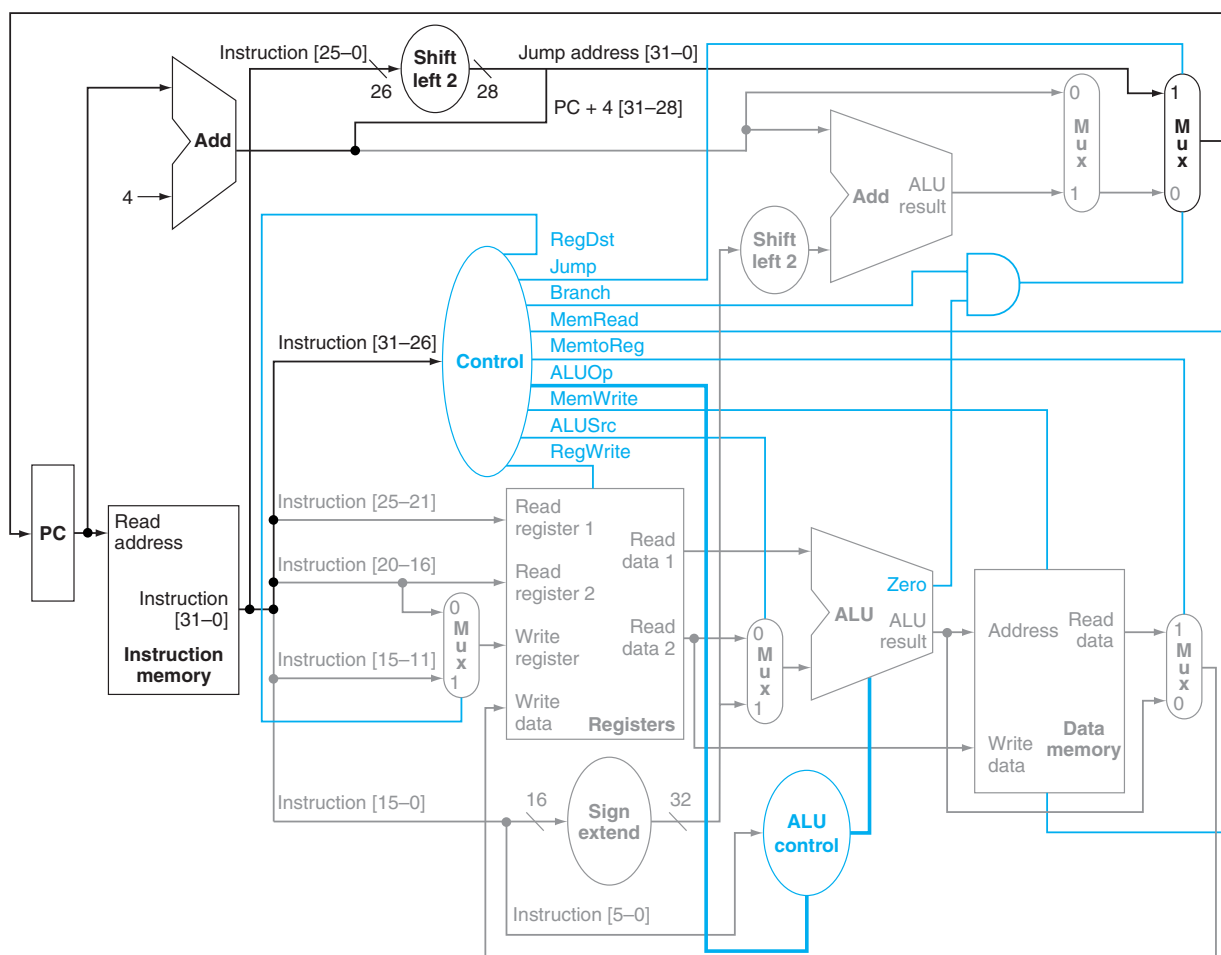 Instruction [25–0]
Shift
left 2
Jump address [31–0]
26
28
PC + 4 [31–28]
Add
4
0
M
u
x
1
1
M
u
x
0
Add
ALU
result
Shift
left 2
RegDst
Jump
Branch
MemRead
MemtoReg
ALUOp
MemWrite
ALUSrc
RegWrite
Instruction [31–26]
Control
PC
Read
address
Instruction
[31–0]
Instruction
memory
Instruction [25–21]
Instruction [20–16]
Instruction [15–11]
0
M
u
x
1
Read
register 1
Read
register 2
Write
register
Write
data
Read
data 1
Read
data 2
Registers
0
M
u
x
1
Zero
ALU
ALU
result
Address
Read
data
Write
data
Data
memory
1
M
u
x
0
Instruction [15–0]
16
Sign
extend
32
ALU
control
Instruction [5–0]